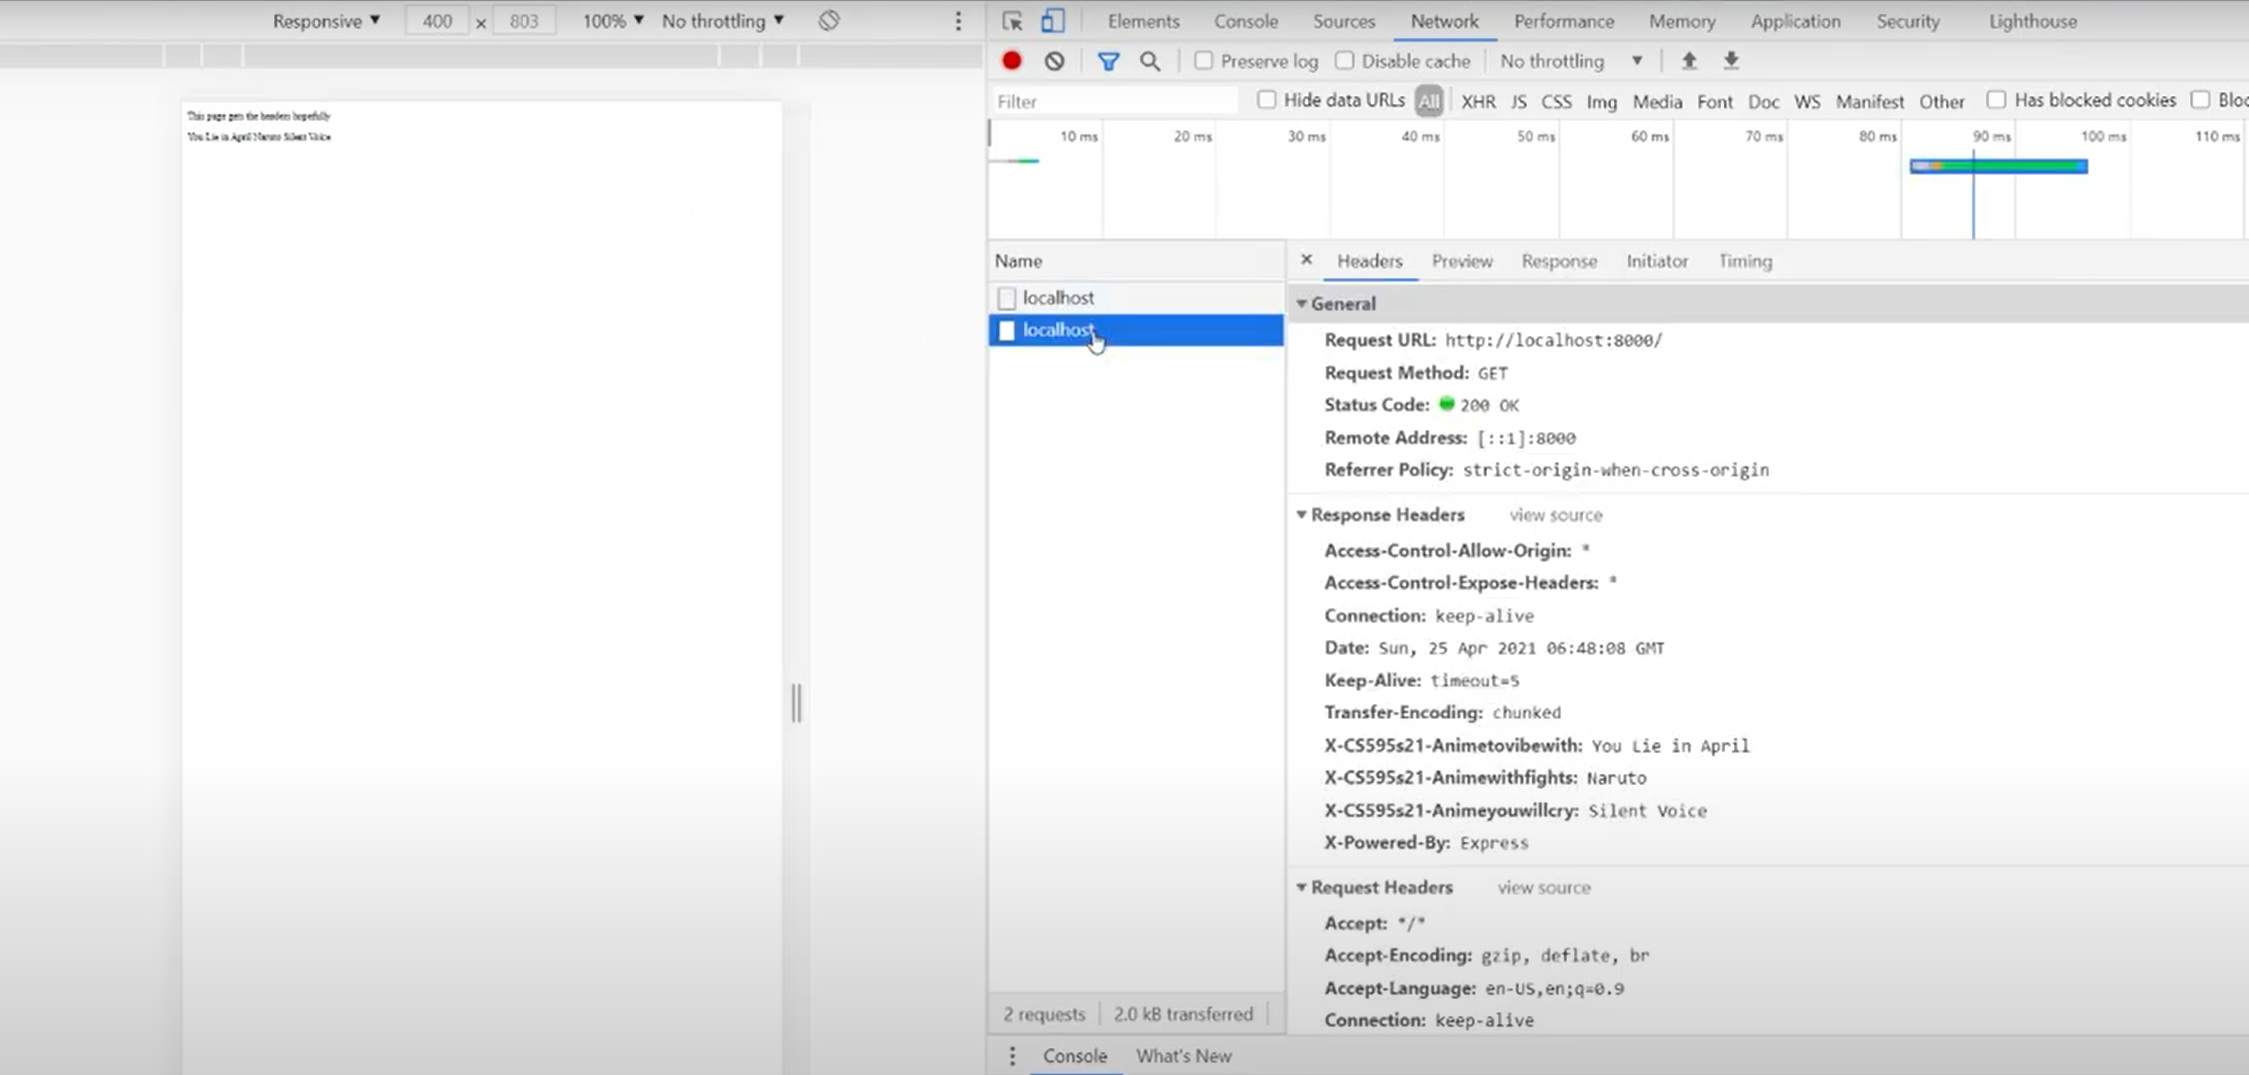 Responsive ▼ 400 × 803 100% ▼ No throttling ▼
Elements Console Sources Network Performance Memory Application Security Lighthouse
Preserve log Disable cache No throttling ▼
Filter Hide data URLs All XHR JS CSS Img Media Font Doc WS Manifest Other Has blocked cookies Bloc
10 ms 20 ms 30 ms 40 ms 50 ms 60 ms 70 ms 80 ms 90 ms 100 ms 110 ms
This page gets the headers hopefully
You Lie in April Naruto Silent Voice
Name
localhost
localhost
2 requests 2.0 kB transferred
× Headers Preview Response Initiator Timing
General
Request URL: http://localhost:8000/
Request Method: GET
Status Code: 200 OK
Remote Address: [::1]:8000
Referrer Policy: strict-origin-when-cross-origin
Response Headers view source
Access-Control-Allow-Origin: *
Access-Control-Expose-Headers: *
Connection: keep-alive
Date: Sun, 25 Apr 2021 06:48:08 GMT
Keep-Alive: timeout=5
Transfer-Encoding: chunked
X-CS595s21-Animetovibewith: You Lie in April
X-CS595s21-Animewithfights: Naruto
X-CS595s21-Animeyouwillcry: Silent Voice
X-Powered-By: Express
Request Headers view source
Accept: */*
Accept-Encoding: gzip, deflate, br
Accept-Language: en-US,en;q=0.9
Connection: keep-alive
Console What's New